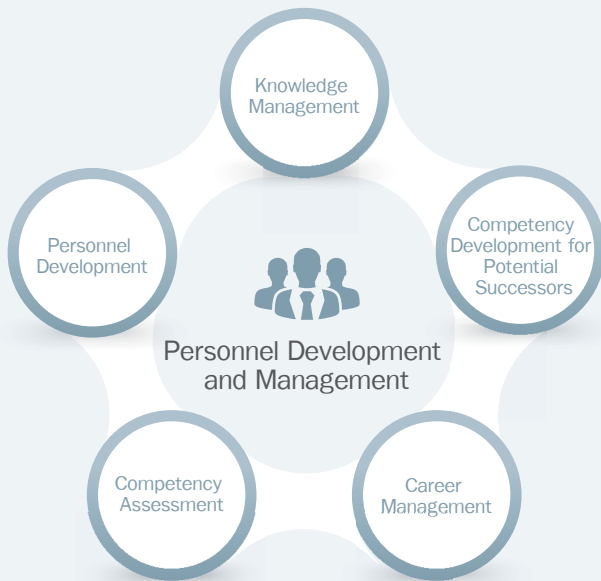 Knowledge
Management
Personnel
Development
Competency
Development for
Potential
Successors
Personnel Development
and Management
Competency
Assessment
Career
Management